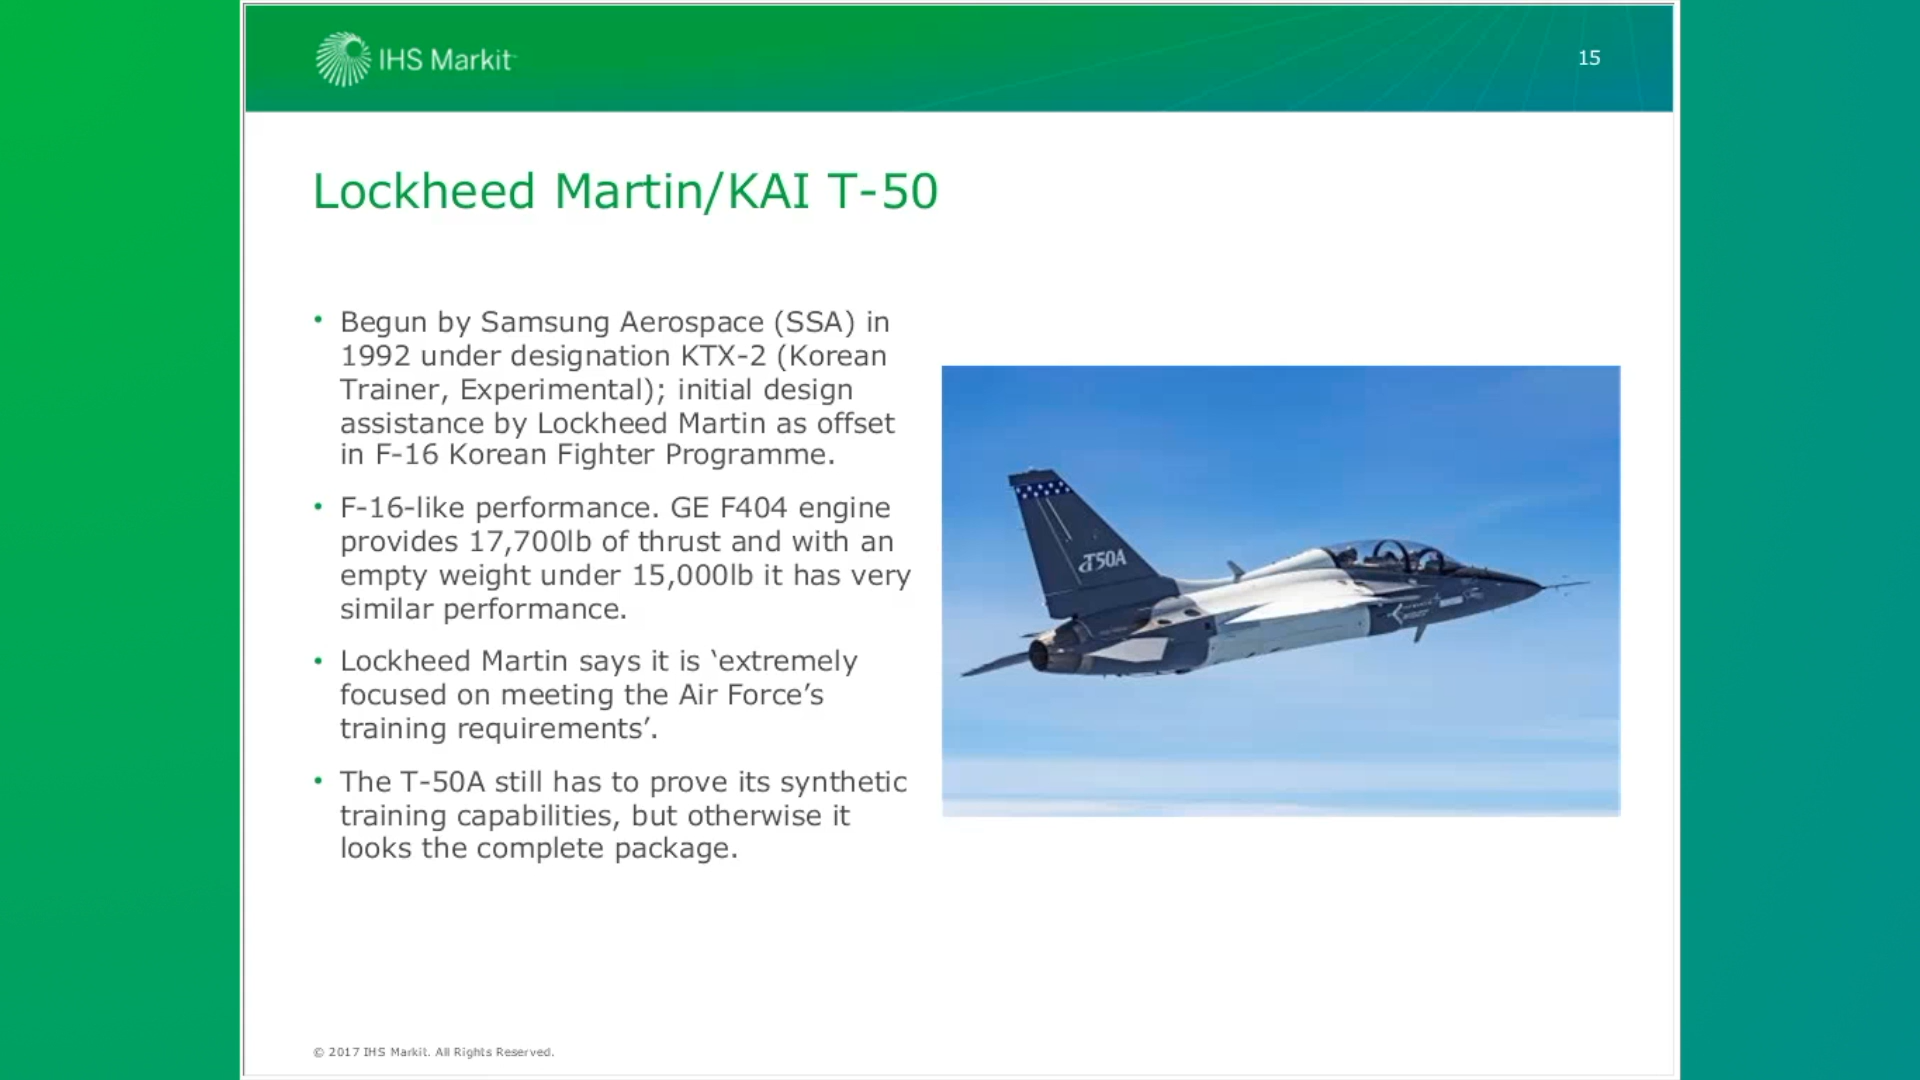 IHS Markit
15
Lockheed Martin/KAI T-50
• Begun by Samsung Aerospace (SSA) in
1992 under designation KTX-2 (Korean
Trainer, Experimental); initial design
assistance by Lockheed Martin as offset
in F-16 Korean Fighter Programme.
• F-16-like performance. GE F404 engine
provides 17,700lb of thrust and with an
empty weight under 15,000lb it has very
similar performance.
• Lockheed Martin says it is ‘extremely
focused on meeting the Air Force’s
training requirements’.
• The T-50A still has to prove its synthetic
training capabilities, but otherwise it
looks the complete package.
T50A
© 2017 IHS Markit. All Rights Reserved.